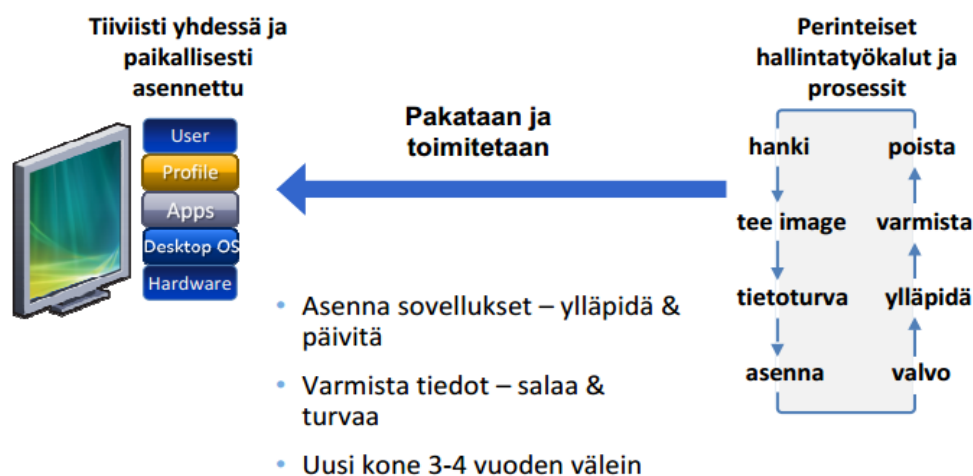 Tiiviisti yhdessä ja
paikallisesti
asennettu
User
Profile
Apps
Desktop OS
Hardware
Pakataan ja
toimitetaan
• Asenna sovellukset – ylläpidä &
päivitä
• Varmista tiedot – salaa &
turvaa
• Uusi kone 3-4 vuoden välein
Perinteiset
hallintatyökalut ja
prosessit
hanki
poista
tee image
varmista
tietoturva
ylläpidä
asenna
valvo